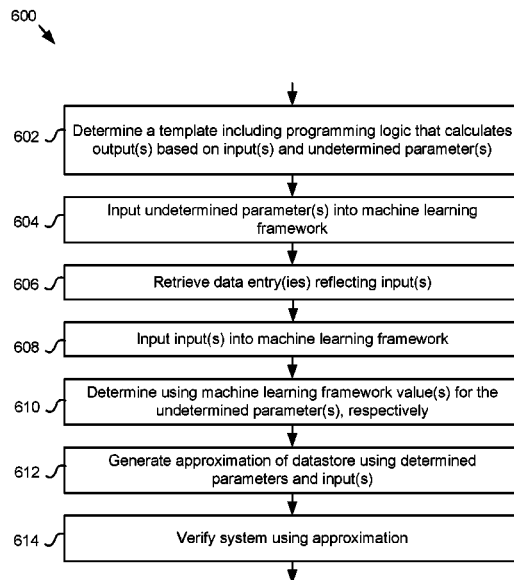 600
602
Determine a template including programming logic that calculates
output(s) based on input(s) and undetermined parameter(s)
604
Input undetermined parameter(s) into machine learning
framework
606
Retrieve data entry(ies) reflecting input(s)
608
Input input(s) into machine learning framework
610
Determine using machine learning framework value(s) for the
undetermined parameter(s), respectively
612
Generate approximation of datastore using determined
parameters and input(s)
614
Verify system using approximation